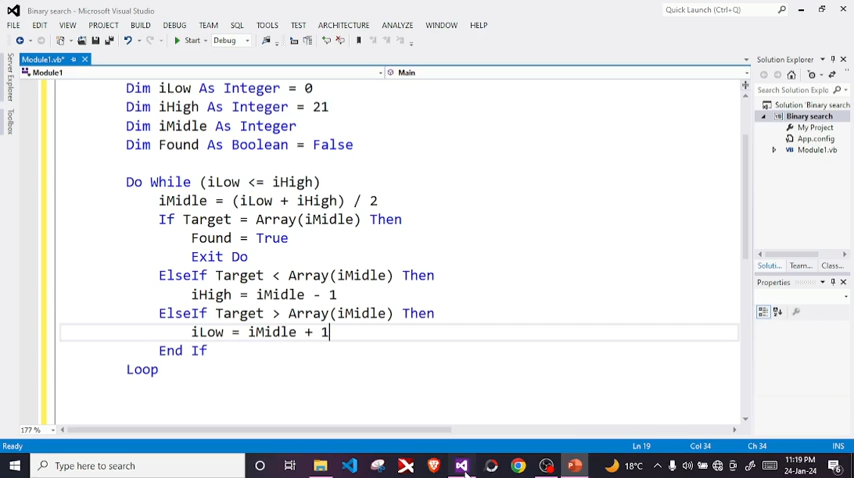 Binary search - Microsoft Visual Studio
Quick Launch (Ctrl+Q)
FILE EDIT VIEW PROJECT BUILD DEBUG TEAM SQL TOOLS TEST ARCHITECTURE ANALYZE WINDOW HELP
Start Debug
Server Explorer
Toolbox
Module1.vb*
Module1 Main
Dim iLow As Integer = 0
Dim iHigh As Integer = 21
Dim iMidle As Integer
Dim Found As Boolean = False
Do While (iLow <= iHigh)
iMidle = (iLow + iHigh) / 2
If Target = Array(iMidle) Then
Found = True
Exit Do
ElseIf Target < Array(iMidle) Then
iHigh = iMidle - 1
ElseIf Target > Array(iMidle) Then
iLow = iMidle + 1
End If
Loop
177 %
Solution Explorer
Search Solution Explo
Solution 'Binary search'
Binary search
My Project
App.config
Module1.vb
Soluti... Team... Class...
Properties
Ready Ln 19 Col 34 Ch 34 INS
Type here to search
18°C
11:19 PM
24-Jan-24
6